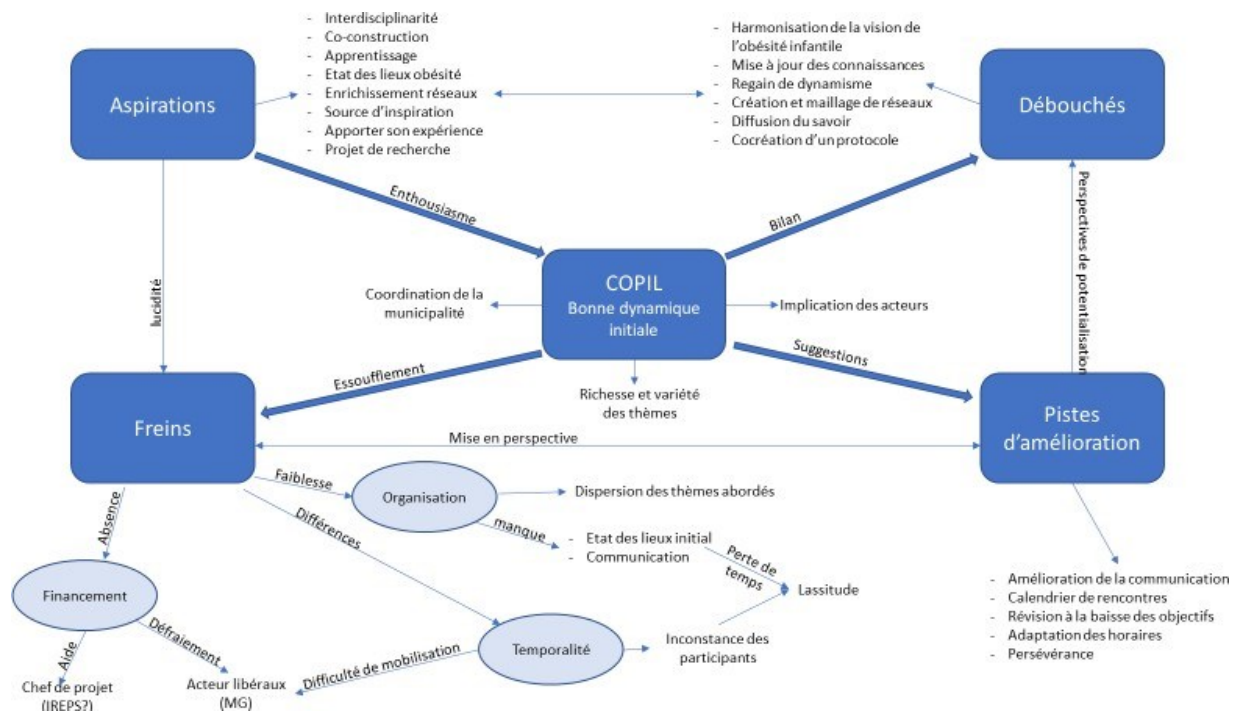 - Interdisciplinarité
- Co-construction
- Apprentissage
- Etat des lieux obésité
- Enrichissement réseaux
- Source d'inspiration
- Apporter son expérience
- Projet de recherche
- Harmonisation de la vision de
l'obésité infantile
- Mise à jour des connaissances
- Regain de dynamisme
- Création et maillage de réseaux
- Diffusion du savoir
- Cocréation d'un protocole
Aspirations
Débouchés
Enthousiasme
Bilan
lucidité
Perspectives de potentialisation
COPIL
Bonne dynamique
initiale
Coordination de la
municipalité
Implication des acteurs
Essoufflement
Suggestions
Richesse et variété
des thèmes
Freins
Pistes
d'amélioration
Mise en perspective
Faiblesse
Organisation
Dispersion des thèmes abordés
Absence
Différences
manque
- Etat des lieux initial
- Communication
Perte de
temps
Lassitude
Financement
Défraiement
Aide
Chef de projet
(IREPS?)
Acteur libéraux
(MG)
Difficulté de mobilisation
Temporalité
Inconstance des
participants
- Amélioration de la communication
- Calendrier de rencontres
- Révision à la baisse des objectifs
- Adaptation des horaires
- Persévérance